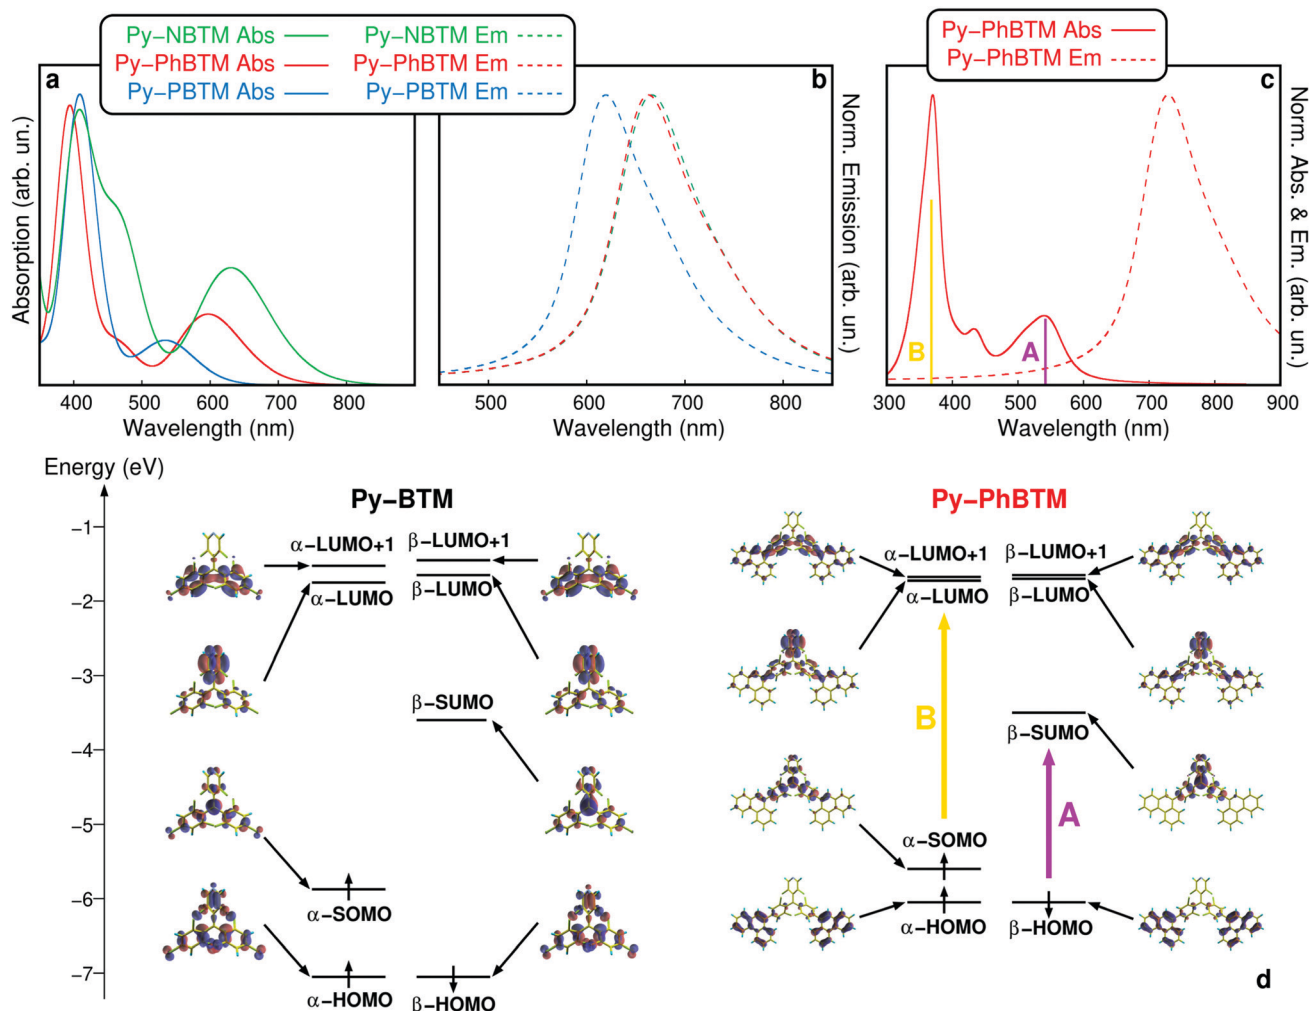 Py–NBTM Abs
Py–NBTM Em
Py–PhBTM Abs
Py–PhBTM Em
Py–PBTM Abs
Py–PBTM Em
Py–PhBTM Abs
Py–PhBTM Em
a
b
c
Absorption (arb. un.)
Norm. Emission (arb. un.)
Norm. Abs. & Em. (arb. un.)
B
A
400
500
600
700
800
500
600
700
800
300
400
500
600
700
800
900
Wavelength (nm)
Wavelength (nm)
Wavelength (nm)
Energy (eV)
Py–BTM
Py–PhBTM
–1
–2
–3
–4
–5
–6
–7
α–LUMO+1
β–LUMO+1
α–LUMO
β–LUMO
β–SUMO
α–SOMO
α–HOMO
β–HOMO
α–LUMO+1
β–LUMO+1
α–LUMO
β–LUMO
B
β–SUMO
A
α–SOMO
α–HOMO
β–HOMO
d